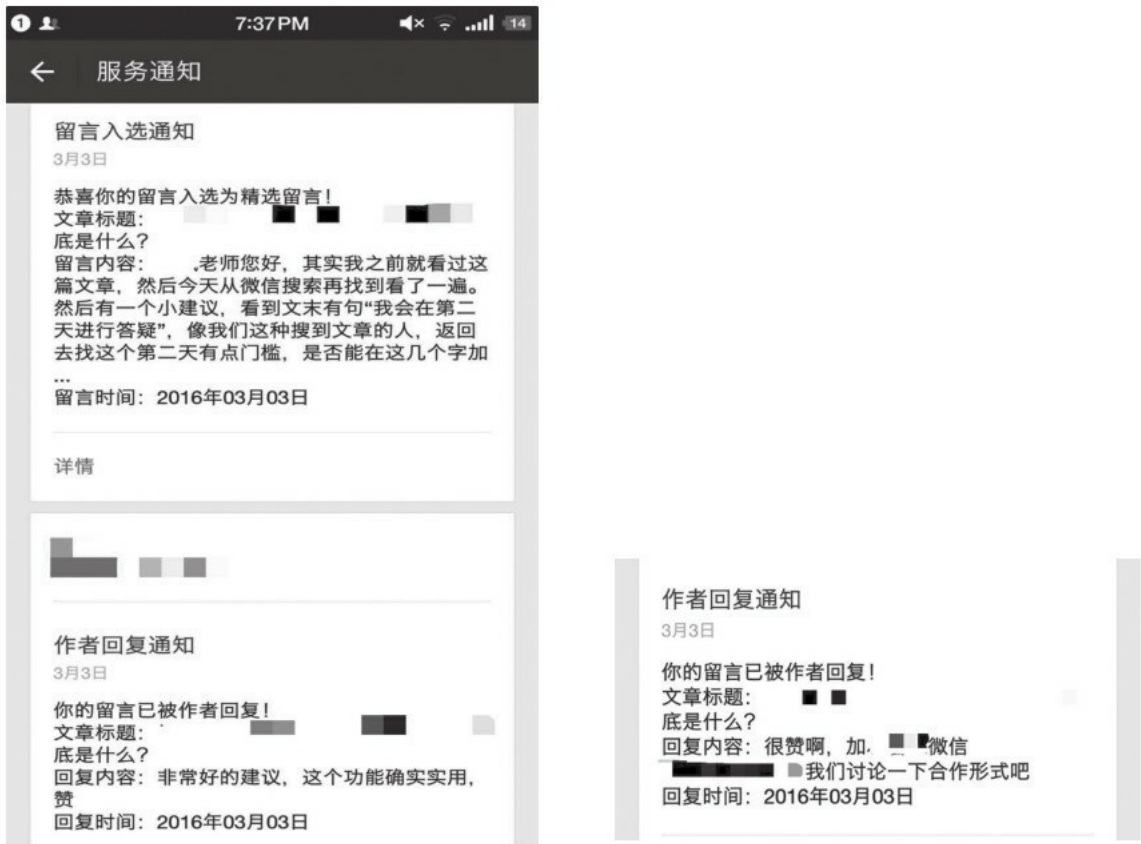 1
7:37PM
14
服务通知
留言入选通知
3月3日
恭喜你的留言入选为精选留言！
文章标题：
底是什么？
留言内容： 老师您好，其实我之前就看过这
篇文章，然后今天从微信搜索再找到看了一遍。
然后有一个小建议，看到文末有句“我会在第二
天进行答疑”，像我们这种搜到文章的人，返回
去找这个第二天有点门槛，是否能在这几个字加
...
留言时间：2016年03月03日
详情
作者回复通知
3月3日
你的留言已被作者回复！
文章标题：
底是什么？
回复内容：非常好的建议，这个功能确实实用，
赞
回复时间：2016年03月03日
作者回复通知
3月3日
你的留言已被作者回复！
文章标题：
底是什么？
回复内容：很赞啊，加 微信
我们讨论一下合作形式吧
回复时间：2016年03月03日